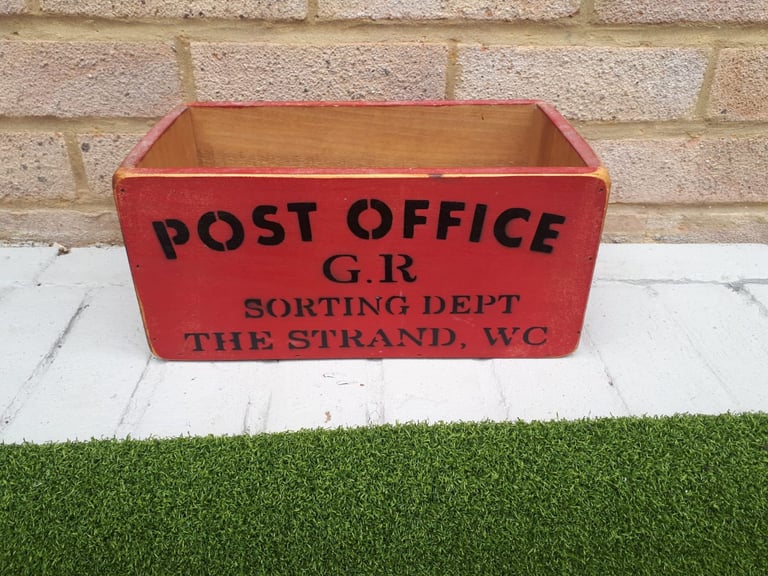 POST OFFICE
G.R
SORTING DEPT
THE STRAND, WC